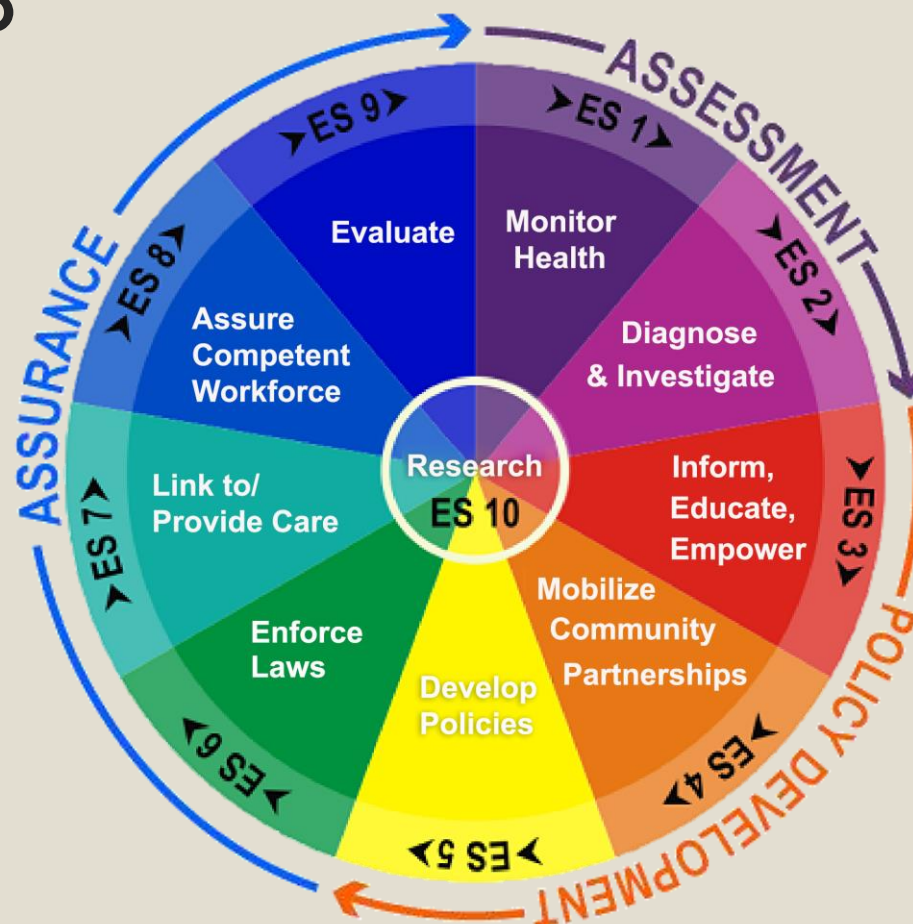 ASSESSMENT
POLICY DEVELOPMENT
ASSURANCE
ES 1
Monitor
Health
ES 2
Diagnose
& Investigate
ES 3
Inform,
Educate,
Empower
ES 4
Mobilize
Community
Partnerships
ES 5
Develop
Policies
ES 6
Enforce
Laws
ES 7
Link to/
Provide Care
ES 8
Assure
Competent
Workforce
ES 9
Evaluate
Research
ES 10